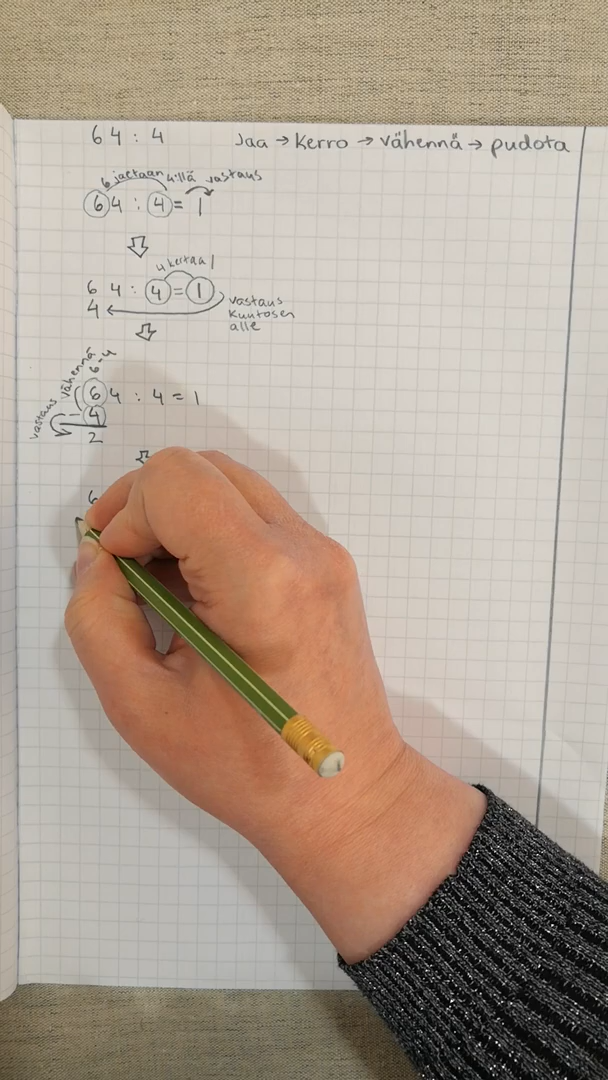 64 : 4
Jaa → Kerro → vähennä → pudota
6 jaetaan 4:llä vastaus
64 : 4 = 1
4 kertaa 1
64 : 4 = 1
4
vastaus
kuutosen
alle
vähennä
6-4
64 : 4 = 1
vastaus
- 4
2
6